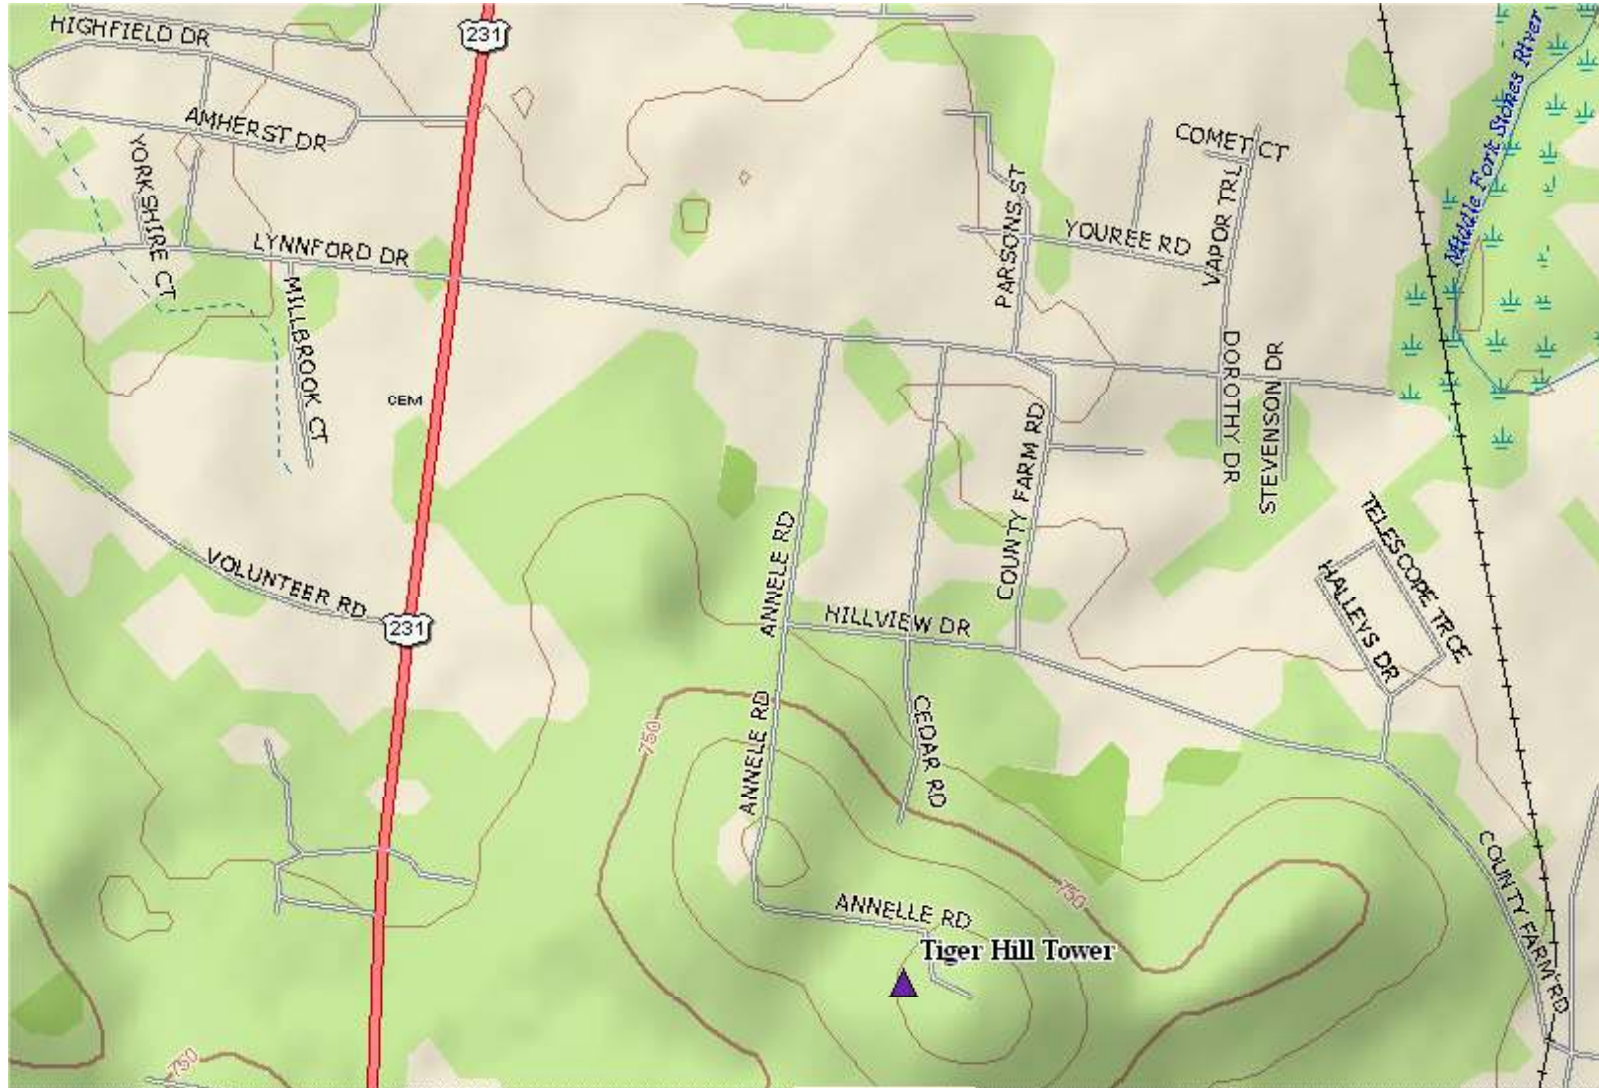 HIGHFIELD DR
231
AMHERST DR
Middle Fork Stones River
COMET CT
YORKSHIRE CT
PARSONS ST
VAPOR TRL
YOUREE RD
LYNNFORD DR
MILLBROOK CT
CEM
DOROTHY DR
STEVENSON DR
COUNTY FARM RD
ANNELE RD
TELESCOPE TRCE
HALLEYS DR
VOLUNTEER RD
231
HILLVIEW DR
ANNELE RD
CEDAR RD
750
750
ANNELLE RD
Tiger Hill Tower
COUNTY FARM RD
750